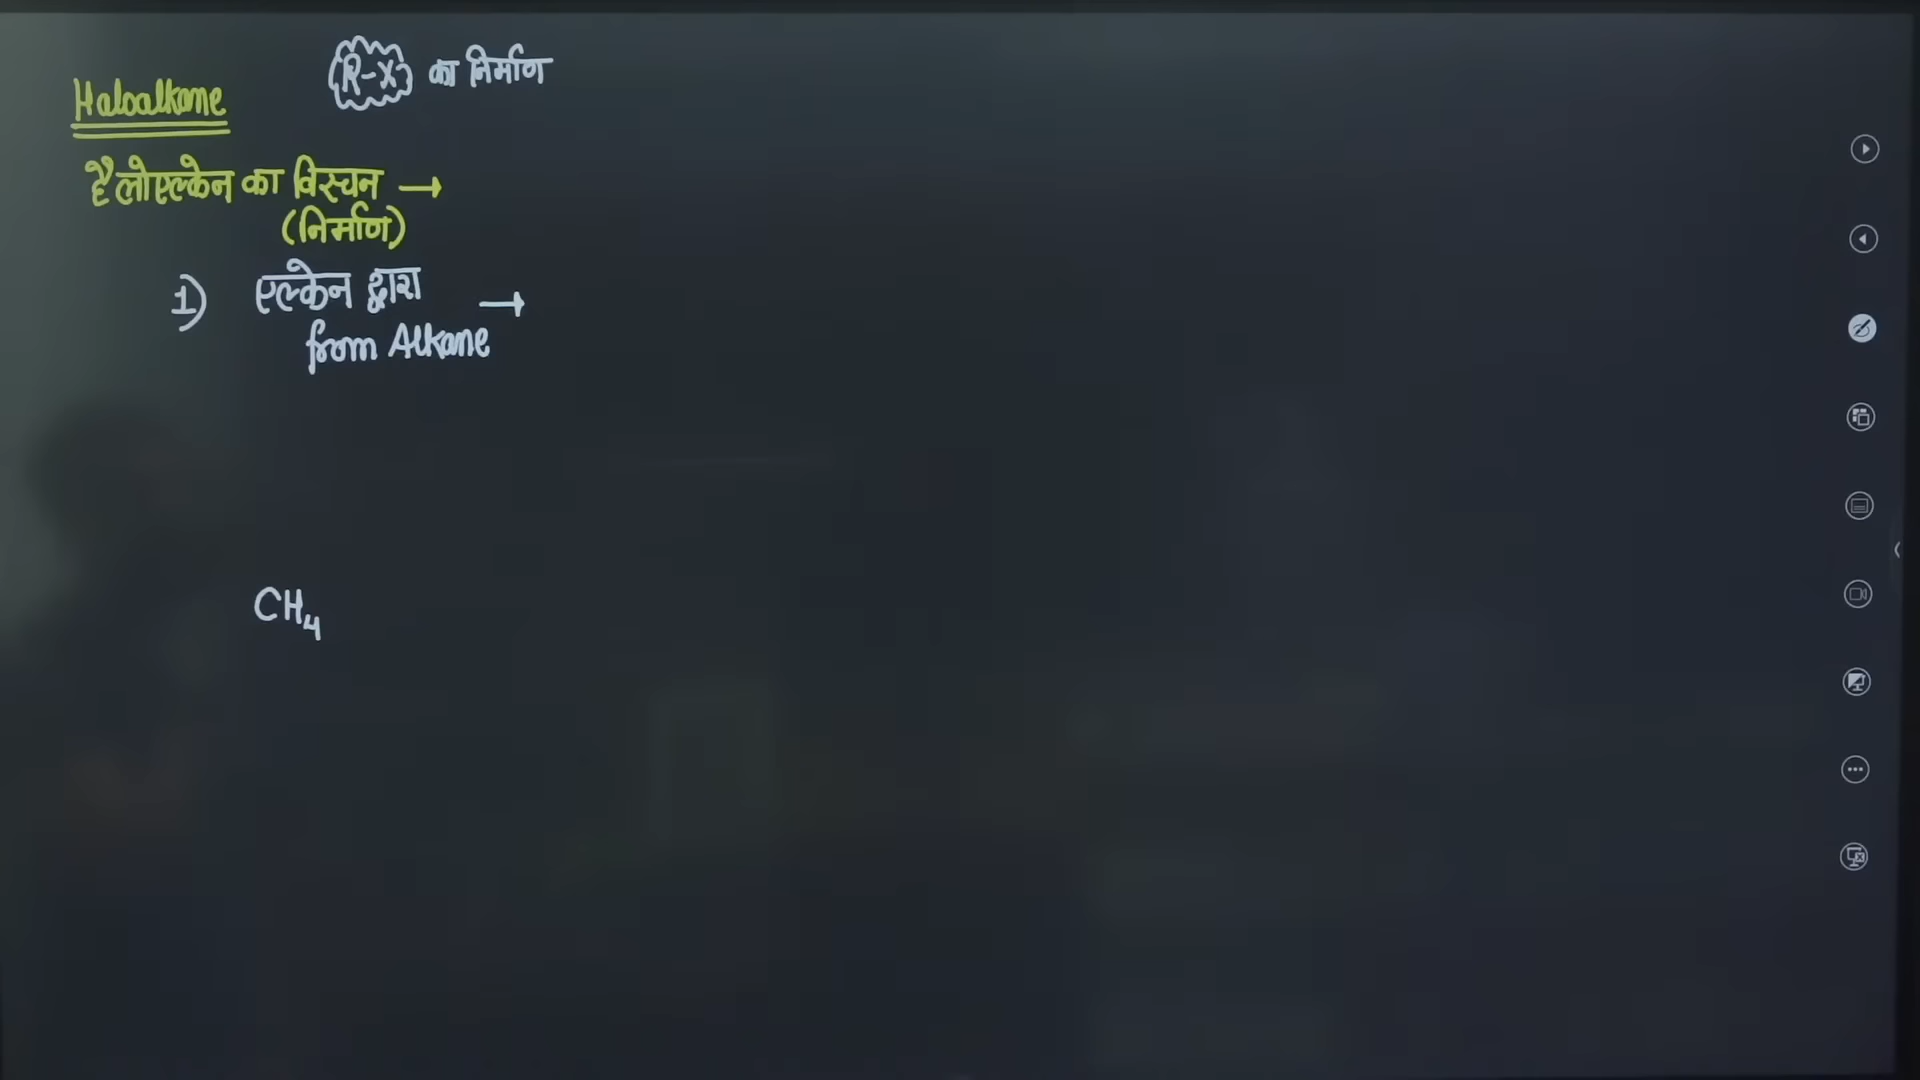 R-X का निर्माण
Haloalkane
हैलोएल्केन का विरचन →
(निर्माण)
1) एल्केन द्वारा →
from Alkane
CH₄